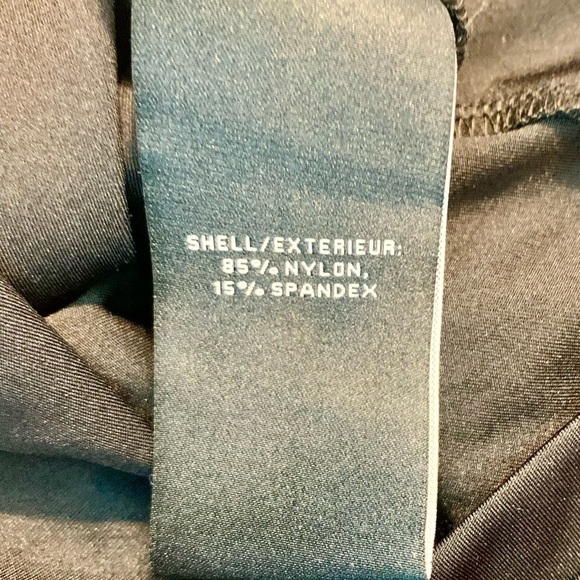 SHELL/EXTERIEUR:
85% NYLON,
15% SPANDEX